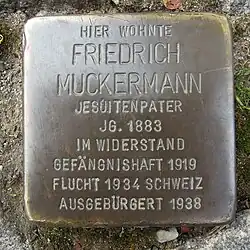 HIER WOHNTE
FRIEDRICH
MUCKERMANN
JESUITENPATER
JG. 1883
IM WIDERSTAND
GEFÄNGNISHAFT 1919
FLUCHT 1934 SCHWEIZ
AUSGEBÜRGERT 1938